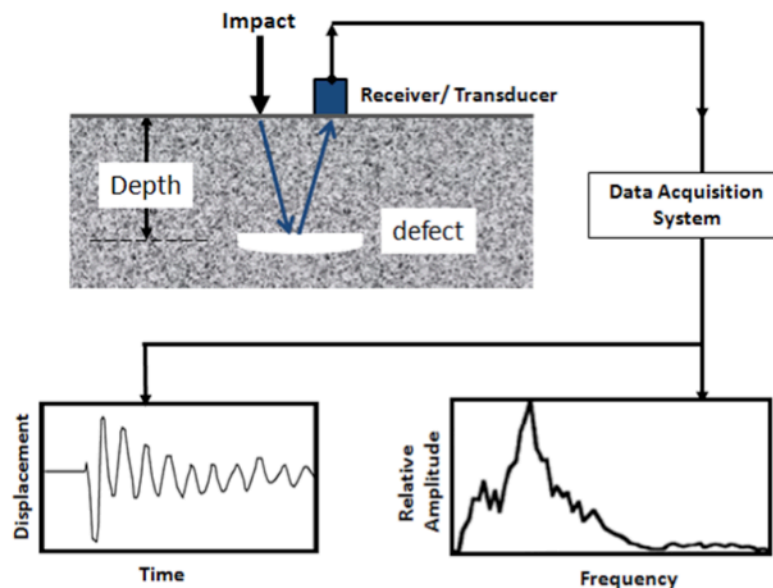 Impact
Receiver/ Transducer
Depth
defect
Data Acquisition
System
Displacement
Time
Relative
Amplitude
Frequency